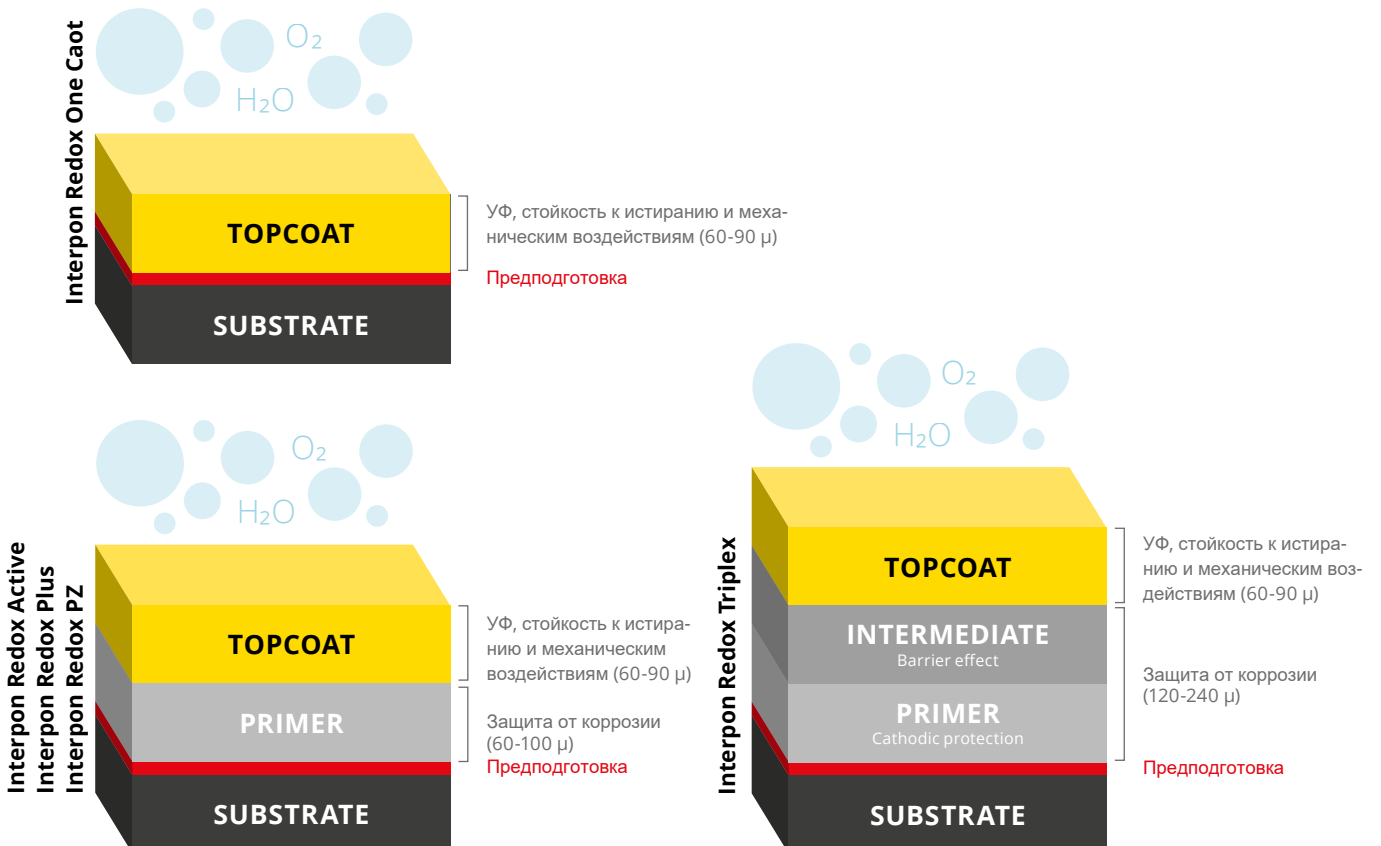 Interpon Redox One Caot
O₂
H₂O
TOPCOAT
SUBSTRATE
УФ, стойкость к истиранию и меха-
ническим воздействиям (60-90 μ)
Предподготовка
Interpon Redox Active
Interpon Redox Plus
Interpon Redox PZ
O₂
H₂O
TOPCOAT
PRIMER
SUBSTRATE
УФ, стойкость к истира-
нию и механическим
воздействиям (60-90 μ)
Защита от коррозии
(60-100 μ)
Предподготовка
Interpon Redox Triplex
O₂
H₂O
TOPCOAT
INTERMEDIATE
Barrier effect
PRIMER
Cathodic protection
SUBSTRATE
УФ, стойкость к истира-
нию и механическим воз-
действиям (60-90 μ)
Защита от коррозии
(120-240 μ)
Предподготовка